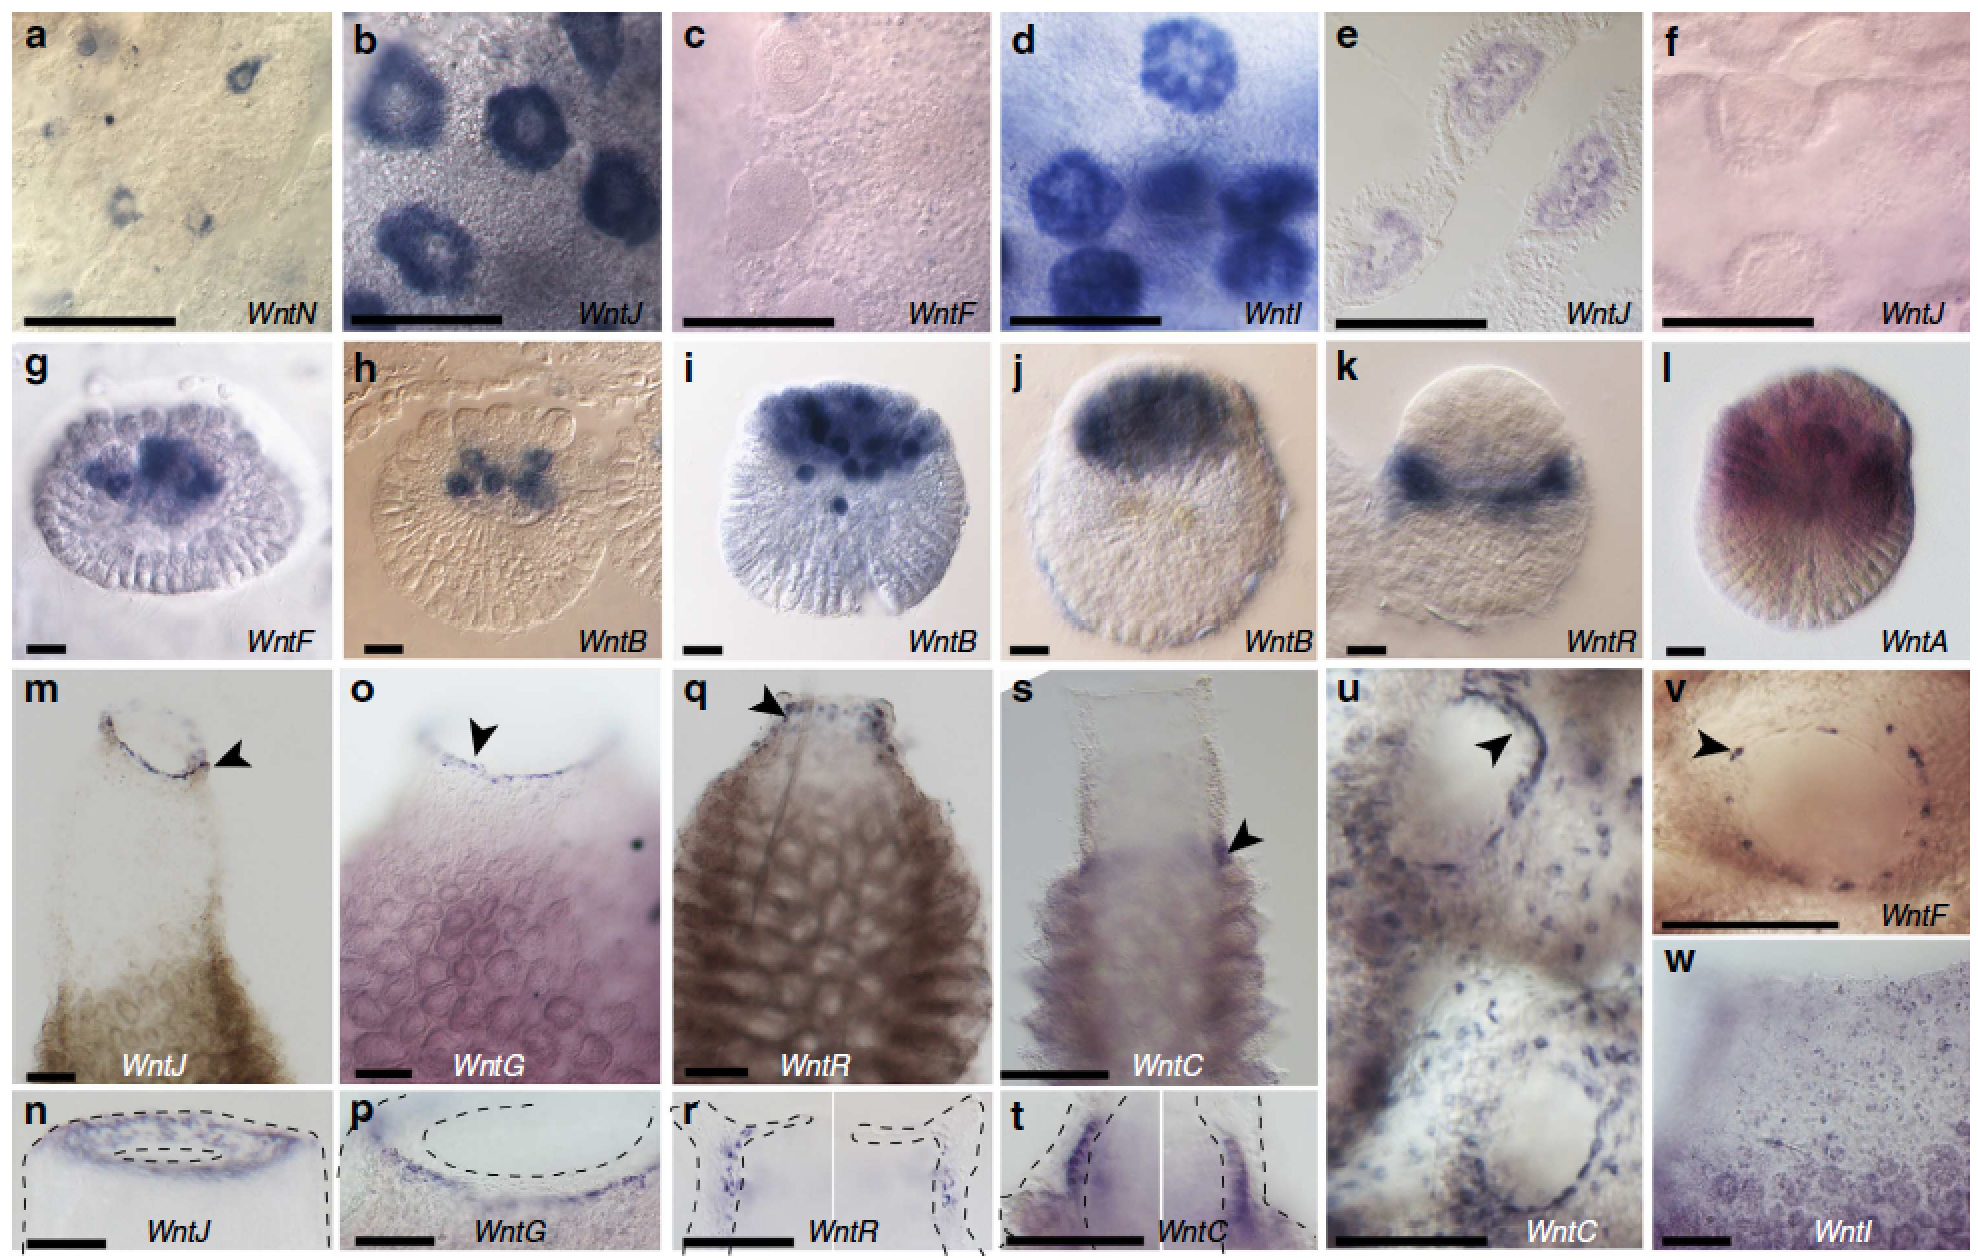 a b c d e f
WntN WntJ WntF WntI WntJ WntJ
g h i j k l
WntF WntB WntB WntB WntR WntA
m o q s u v
WntF
w
WntJ WntG WntR WntC
n p r t
WntJ WntG WntR WntC WntC WntI